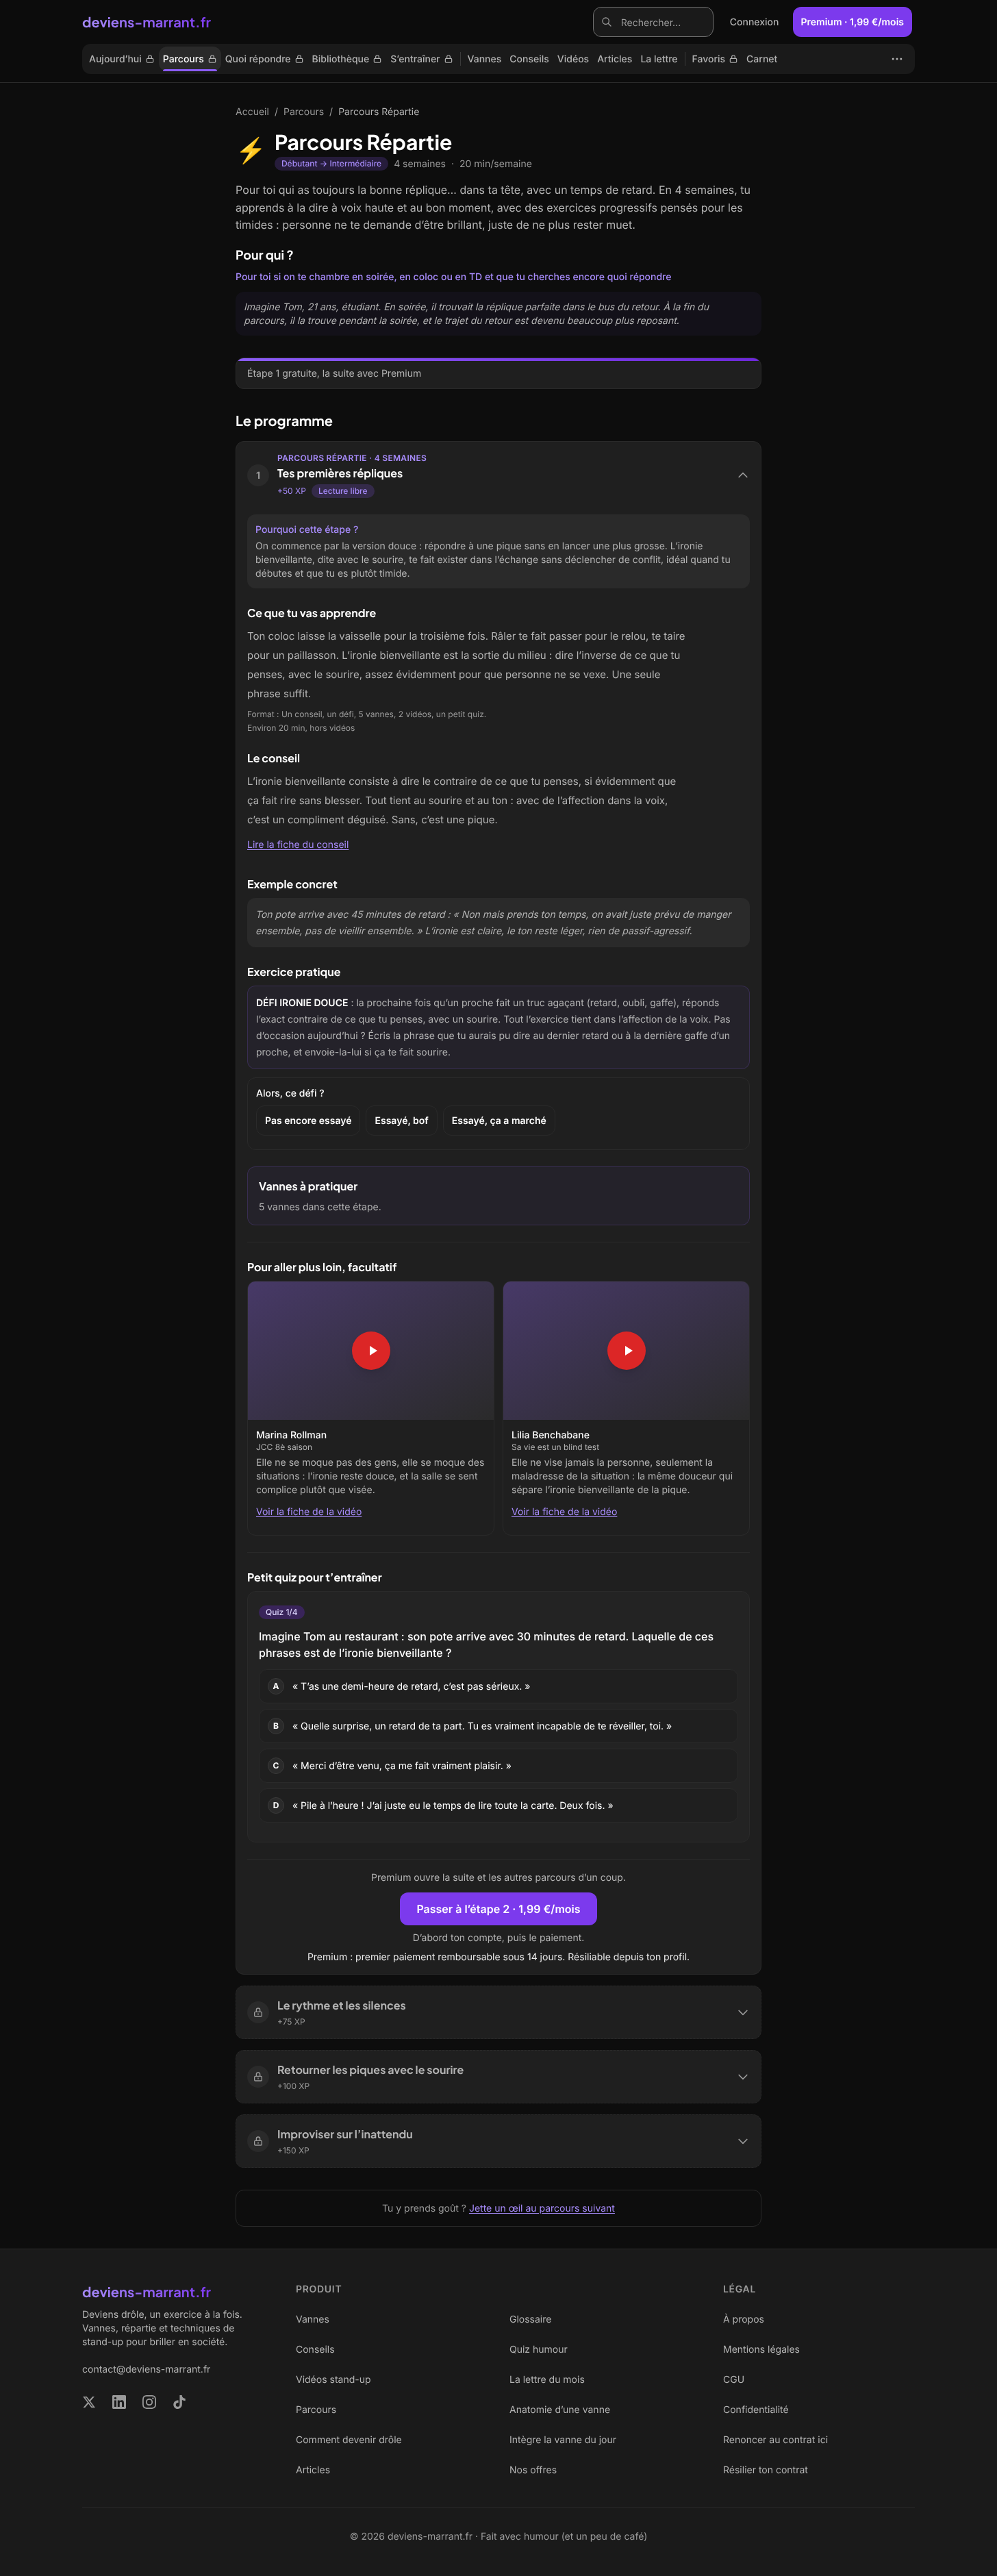 deviens-marrant.fr
Rechercher...
Connexion
Premium · 1,99 €/mois
Aujourd'hui
Parcours
Quoi répondre
Bibliothèque
S'entraîner
Vannes
Conseils
Vidéos
Articles
La lettre
Favoris
Carnet
Accueil / Parcours / Parcours Répartie
Parcours Répartie
Débutant → Intermédiaire
4 semaines · 20 min/semaine
Pour toi qui as toujours la bonne réplique… dans ta tête, avec un temps de retard. En 4 semaines, tu
apprends à la dire à voix haute et au bon moment, avec des exercices progressifs pensés pour les
timides : personne ne te demande d'être brillant, juste de ne plus rester muet.
Pour qui ?
Pour toi si on te chambre en soirée, en coloc ou en TD et que tu cherches encore quoi répondre
Imagine Tom, 21 ans, étudiant. En soirée, il trouvait la réplique parfaite dans le bus du retour. À la fin du
parcours, il la trouve pendant la soirée, et le trajet du retour est devenu beaucoup plus reposant.
Étape 1 gratuite, la suite avec Premium
Le programme
PARCOURS RÉPARTIE · 4 SEMAINES
1
Tes premières répliques
+50 XP
Lecture libre
Pourquoi cette étape ?
On commence par la version douce : répondre à une pique sans en lancer une plus grosse. L'ironie
bienveillante, dite avec le sourire, te fait exister dans l'échange sans déclencher de conflit, idéal quand tu
débutes et que tu es plutôt timide.
Ce que tu vas apprendre
Ton coloc laisse la vaisselle pour la troisième fois. Râler te fait passer pour le relou, te taire
pour un paillasson. L'ironie bienveillante est la sortie du milieu : dire l'inverse de ce que tu
penses, avec le sourire, assez évidemment pour que personne ne se vexe. Une seule
phrase suffit.
Format : Un conseil, un défi, 5 vannes, 2 vidéos, un petit quiz.
Environ 20 min, hors vidéos
Le conseil
L'ironie bienveillante consiste à dire le contraire de ce que tu penses, si évidemment que
ça fait rire sans blesser. Tout tient au sourire et au ton : avec de l'affection dans la voix,
c'est un compliment déguisé. Sans, c'est une pique.
Lire la fiche du conseil
Exemple concret
Ton pote arrive avec 45 minutes de retard : « Non mais prends ton temps, on avait juste prévu de manger
ensemble, pas de vieillir ensemble. » L'ironie est claire, le ton reste léger, rien de passif-agressif.
Exercice pratique
DÉFI IRONIE DOUCE : la prochaine fois qu'un proche fait un truc agaçant (retard, oubli, gaffe), réponds
l'exact contraire de ce que tu penses, avec un sourire. Tout l'exercice tient dans l'affection de la voix. Pas
d'occasion aujourd'hui ? Écris la phrase que tu aurais pu dire au dernier retard ou à la dernière gaffe d'un
proche, et envoie-la-lui si ça te fait sourire.
Alors, ce défi ?
Pas encore essayé
Essayé, bof
Essayé, ça a marché
Vannes à pratiquer
5 vannes dans cette étape.
Pour aller plus loin, facultatif
Marina Rollman
JCC 8è saison
Elle ne se moque pas des gens, elle se moque des
situations : l'ironie reste douce, et la salle se sent
complice plutôt que visée.
Voir la fiche de la vidéo
Lilia Benchabane
Sa vie est un blind test
Elle ne vise jamais la personne, seulement la
maladresse de la situation : la même douceur qui
sépare l'ironie bienveillante de la pique.
Voir la fiche de la vidéo
Petit quiz pour t'entraîner
Quiz 1/4
Imagine Tom au restaurant : son pote arrive avec 30 minutes de retard. Laquelle de ces
phrases est de l'ironie bienveillante ?
A « T'as une demi-heure de retard, c'est pas sérieux. »
B « Quelle surprise, un retard de ta part. Tu es vraiment incapable de te réveiller, toi. »
C « Merci d'être venu, ça me fait vraiment plaisir. »
D « Pile à l'heure ! J'ai juste eu le temps de lire toute la carte. Deux fois. »
Premium ouvre la suite et les autres parcours d'un coup.
Passer à l'étape 2 · 1,99 €/mois
D'abord ton compte, puis le paiement.
Premium : premier paiement remboursable sous 14 jours. Résiliable depuis ton profil.
Le rythme et les silences
+75 XP
Retourner les piques avec le sourire
+100 XP
Improviser sur l'inattendu
+150 XP
Tu y prends goût ? Jette un œil au parcours suivant
deviens-marrant.fr
Deviens drôle, un exercice à la fois.
Vannes, répartie et techniques de
stand-up pour briller en société.
contact@deviens-marrant.fr
PRODUIT
Vannes
Conseils
Vidéos stand-up
Parcours
Comment devenir drôle
Articles
Glossaire
Quiz humour
La lettre du mois
Anatomie d'une vanne
Intègre la vanne du jour
Nos offres
LÉGAL
À propos
Mentions légales
CGU
Confidentialité
Renoncer au contrat ici
Résilier ton contrat
© 2026 deviens-marrant.fr · Fait avec humour (et un peu de café)